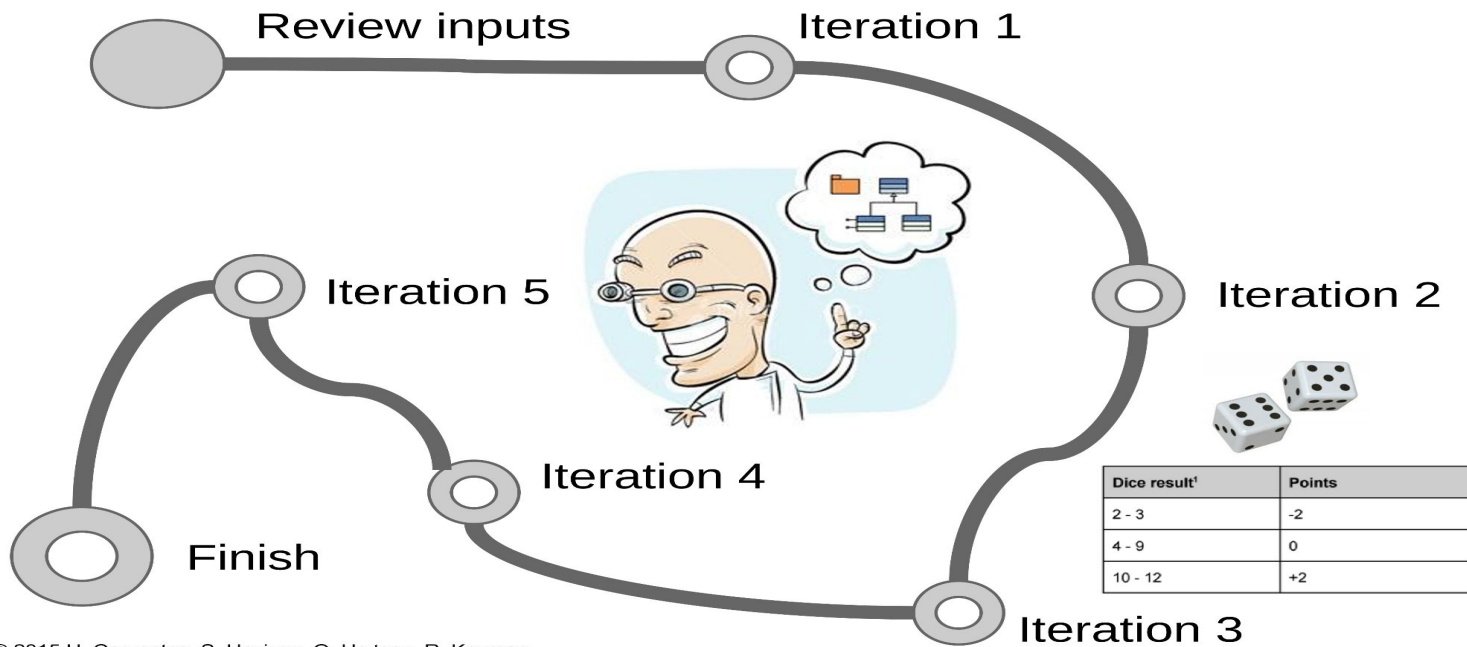 Review inputs
Iteration 1
Iteration 5
Iteration 2
Iteration 4
Dice result¹ Points
2 - 3 -2
4 - 9 0
10 - 12 +2
Finish
Iteration 3
© 2015 H.